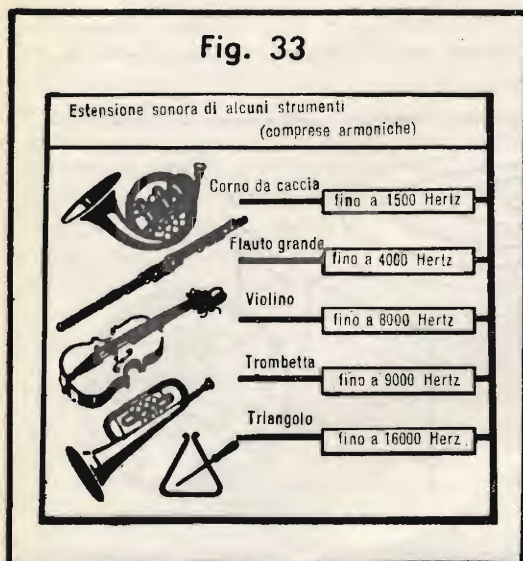 Fig. 33
Estensione sonora di alcuni strumenti
(comprese armoniche)
Corno da caccia
fino a 1500 Hertz
Flauto grande
fino a 4000 Hertz
Violino
fino a 8000 Hertz
Trombetta
fino a 9000 Hertz
Triangolo
fino a 16000 Herz